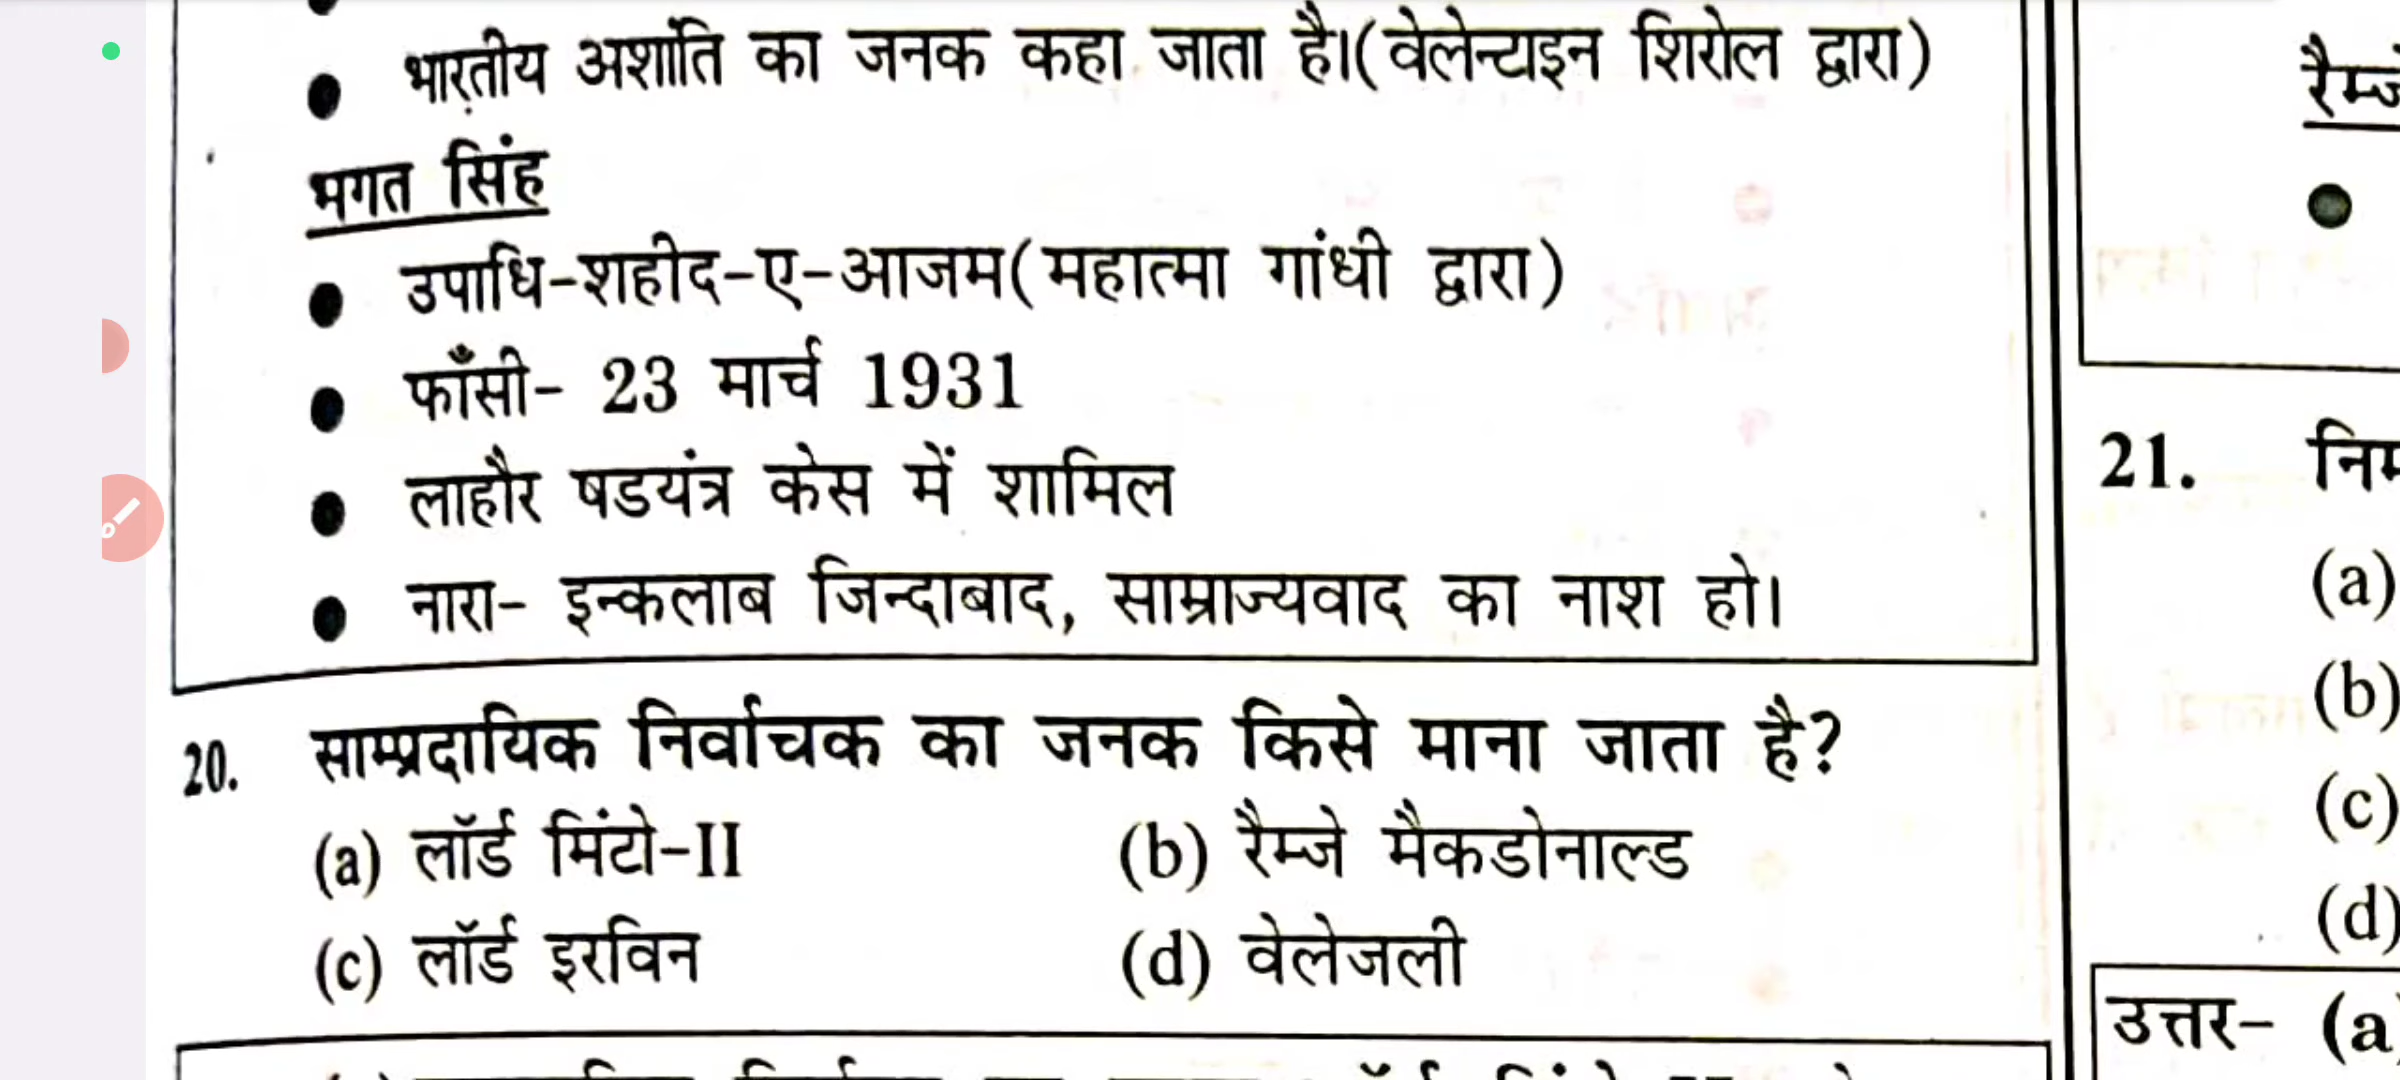 भारतीय अशांति का जनक कहा जाता है।(वेलेन्टाइन शिरोल द्वारा)
भगत सिंह
उपाधि-शहीद-ए-आजम(महात्मा गांधी द्वारा)
फाँसी- 23 मार्च 1931
लाहौर षडयंत्र केस में शामिल
नारा- इन्कलाब जिन्दाबाद, साम्राज्यवाद का नाश हो।
20. साम्प्रदायिक निर्वाचक का जनक किसे माना जाता है?
(a) लॉर्ड मिंटो-II (b) रैम्जे मैकडोनाल्ड
(c) लॉर्ड इरविन (d) वेलेजली
21.
(a)
(b)
(c)
(d)
उत्तर- (a)